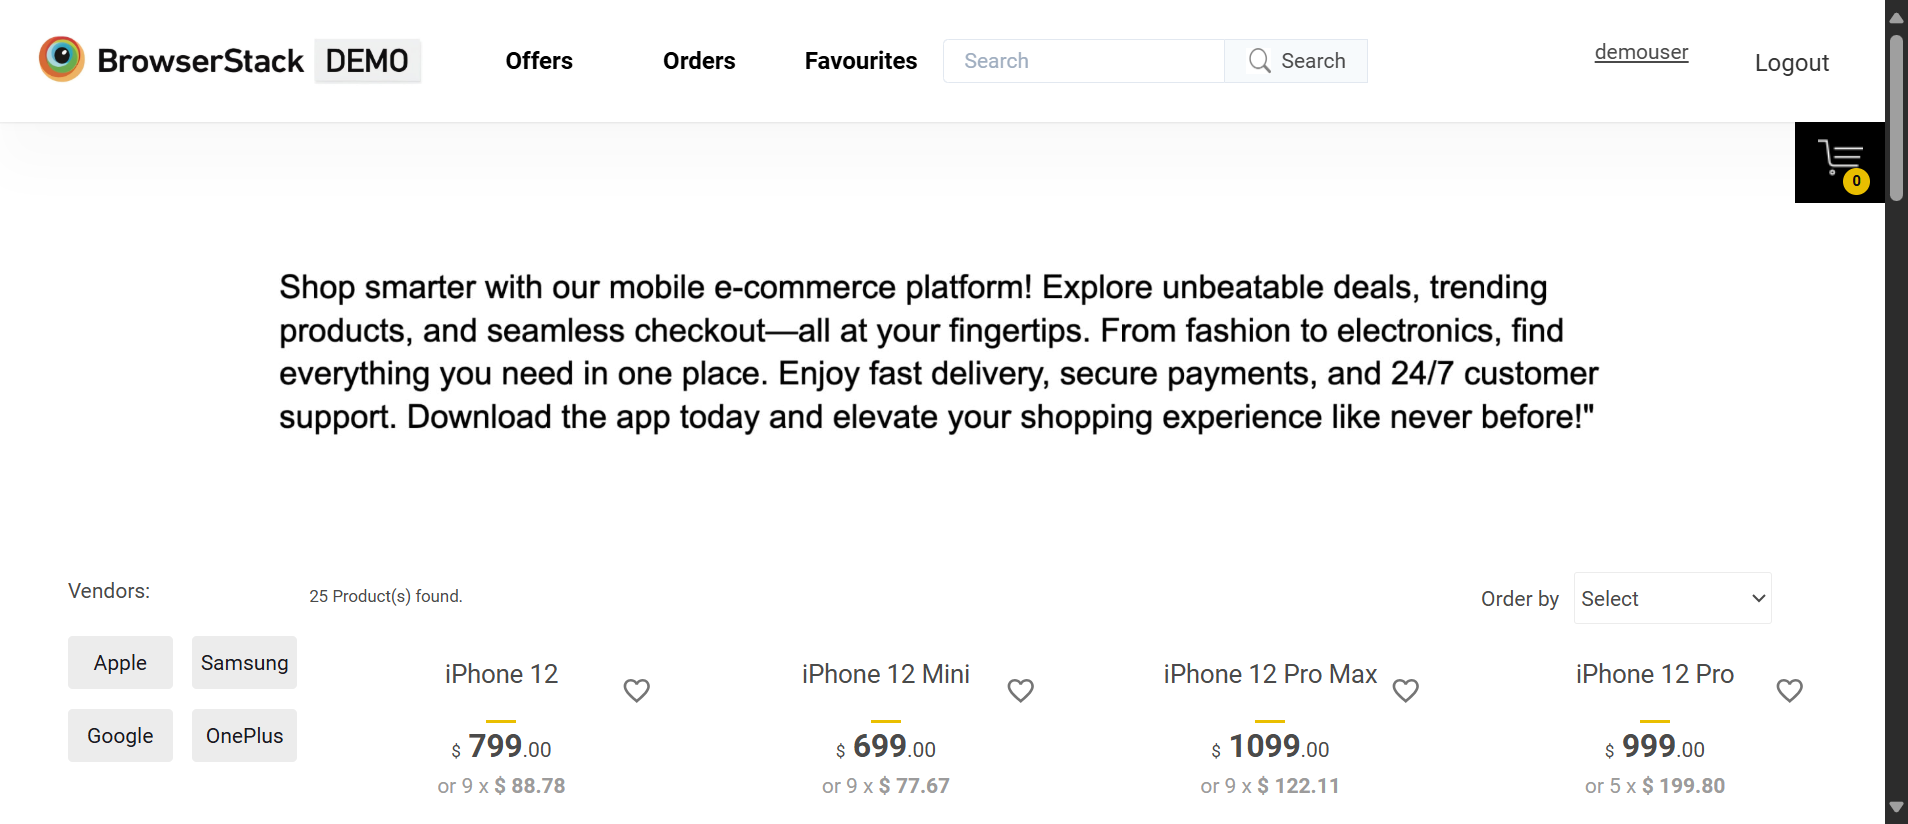 BrowserStack DEMO
Offers
Orders
Favourites
Search
Search
demouser
Logout
0
Shop smarter with our mobile e-commerce platform! Explore unbeatable deals, trending
products, and seamless checkout—all at your fingertips. From fashion to electronics, find
everything you need in one place. Enjoy fast delivery, secure payments, and 24/7 customer
support. Download the app today and elevate your shopping experience like never before!"
Vendors:
25 Product(s) found.
Order by
Select
Apple
Samsung
Google
OnePlus
iPhone 12
$ 799.00
or 9 x $ 88.78
iPhone 12 Mini
$ 699.00
or 9 x $ 77.67
iPhone 12 Pro Max
$ 1099.00
or 9 x $ 122.11
iPhone 12 Pro
$ 999.00
or 5 x $ 199.80